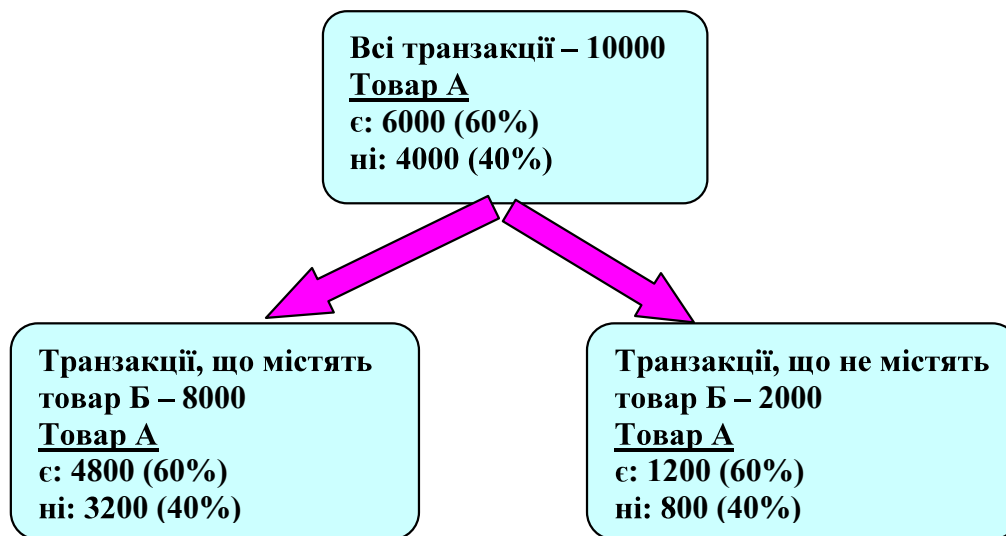 Всі транзакції – 10000
Товар А
є: 6000 (60%)
ні: 4000 (40%)
Транзакції, що містять
товар Б – 8000
Товар А
є: 4800 (60%)
ні: 3200 (40%)
Транзакції, що не містять
товар Б – 2000
Товар А
є: 1200 (60%)
ні: 800 (40%)